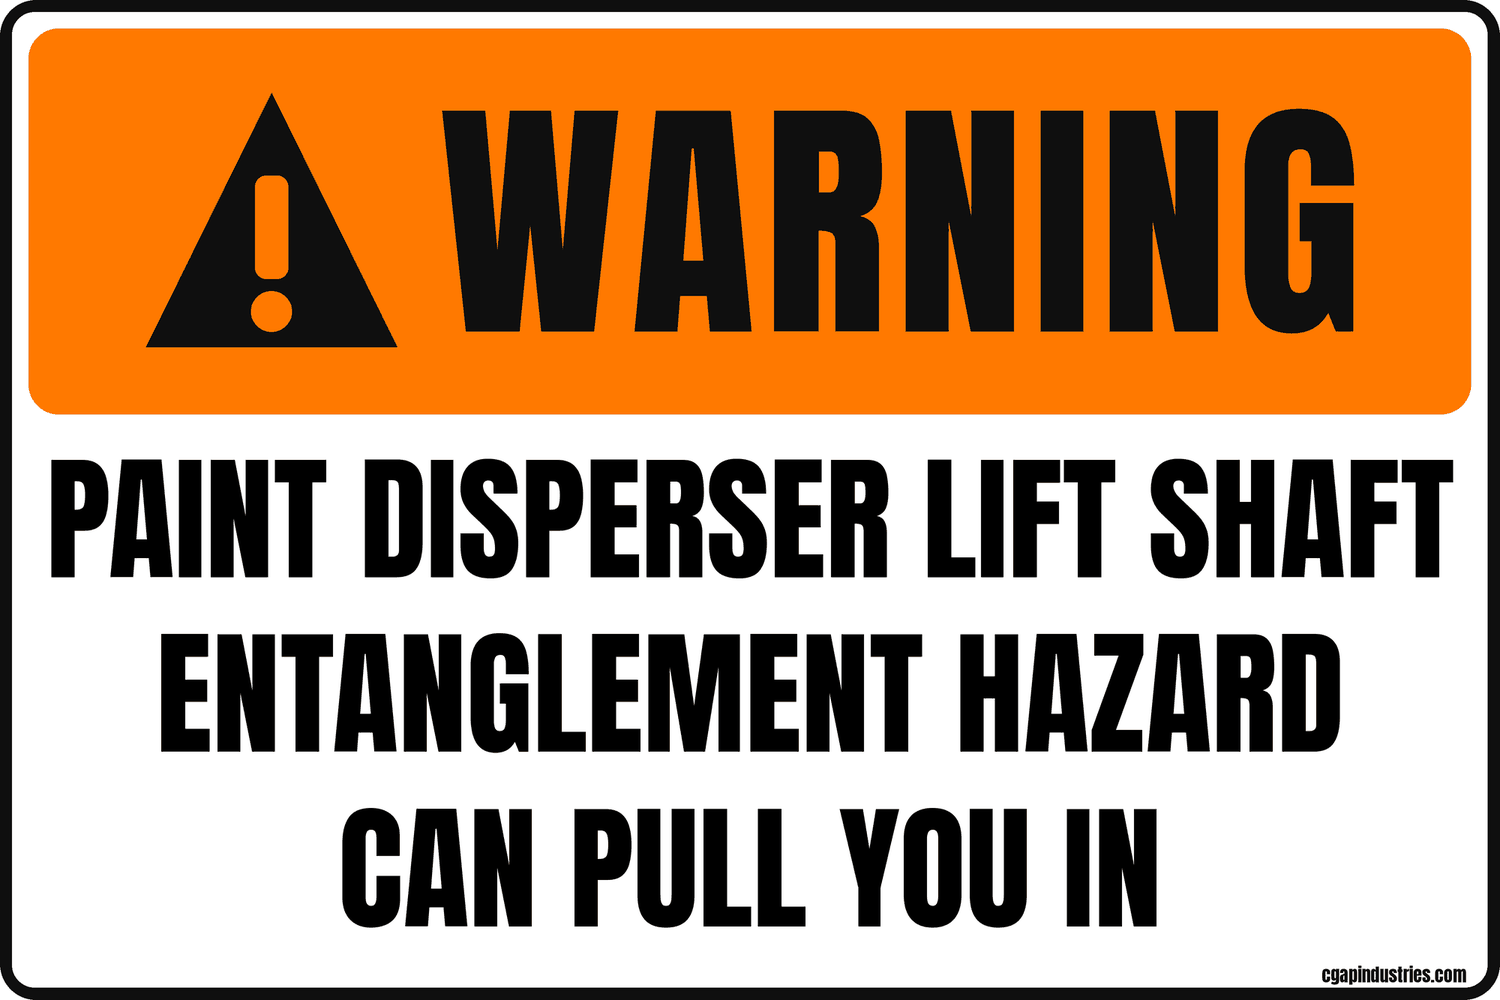 WARNING
PAINT DISPERSER LIFT SHAFT
ENTANGLEMENT HAZARD
CAN PULL YOU IN
cgapindustries.com